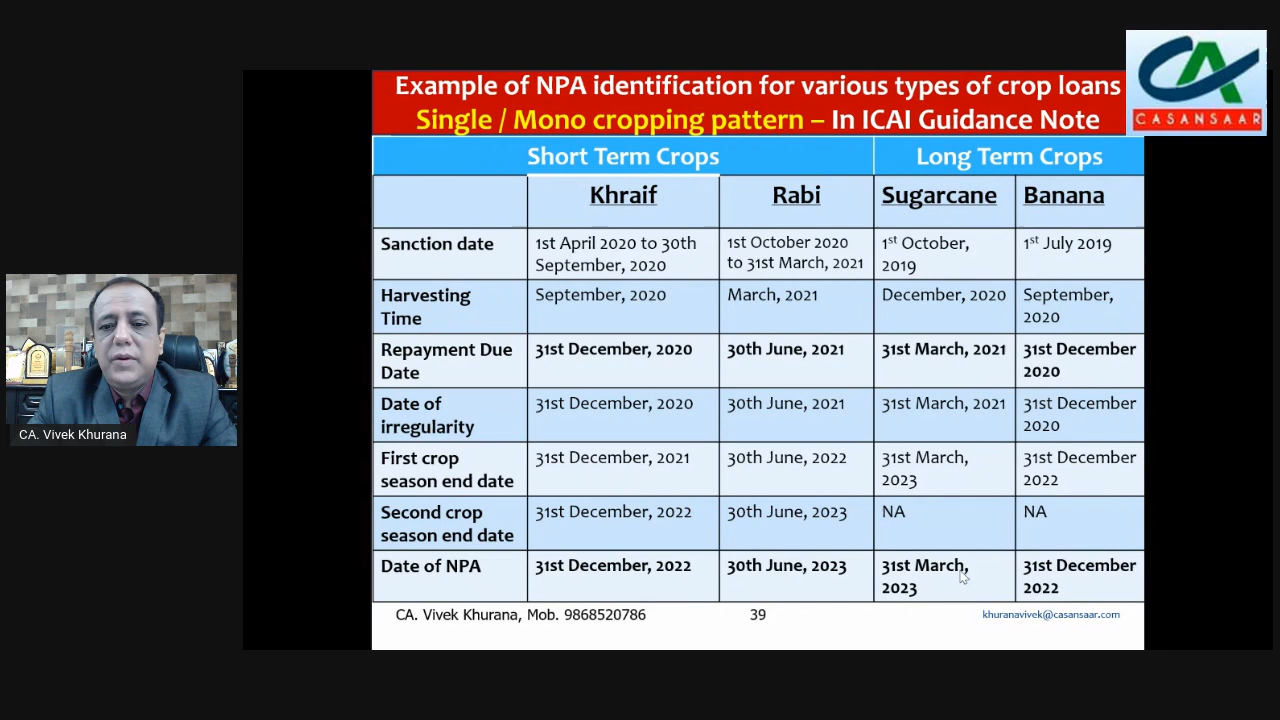 Example of NPA identification for various types of crop loans
Single / Mono cropping pattern – In ICAI Guidance Note
CA
CASANSAAR
Short Term Crops Long Term Crops
Khraif Rabi Sugarcane Banana
Sanction date 1st April 2020 to 30th September, 2020 1st October 2020 to 31st March, 2021 1st October, 2019 1st July 2019
Harvesting Time September, 2020 March, 2021 December, 2020 September, 2020
Repayment Due Date 31st December, 2020 30th June, 2021 31st March, 2021 31st December 2020
Date of irregularity 31st December, 2020 30th June, 2021 31st March, 2021 31st December 2020
First crop season end date 31st December, 2021 30th June, 2022 31st March, 2023 31st December 2022
Second crop season end date 31st December, 2022 30th June, 2023 NA NA
Date of NPA 31st December, 2022 30th June, 2023 31st March, 2023 31st December 2022
CA. Vivek Khurana, Mob. 9868520786 39 khuranavivek@casansaar.com
CA. Vivek Khurana